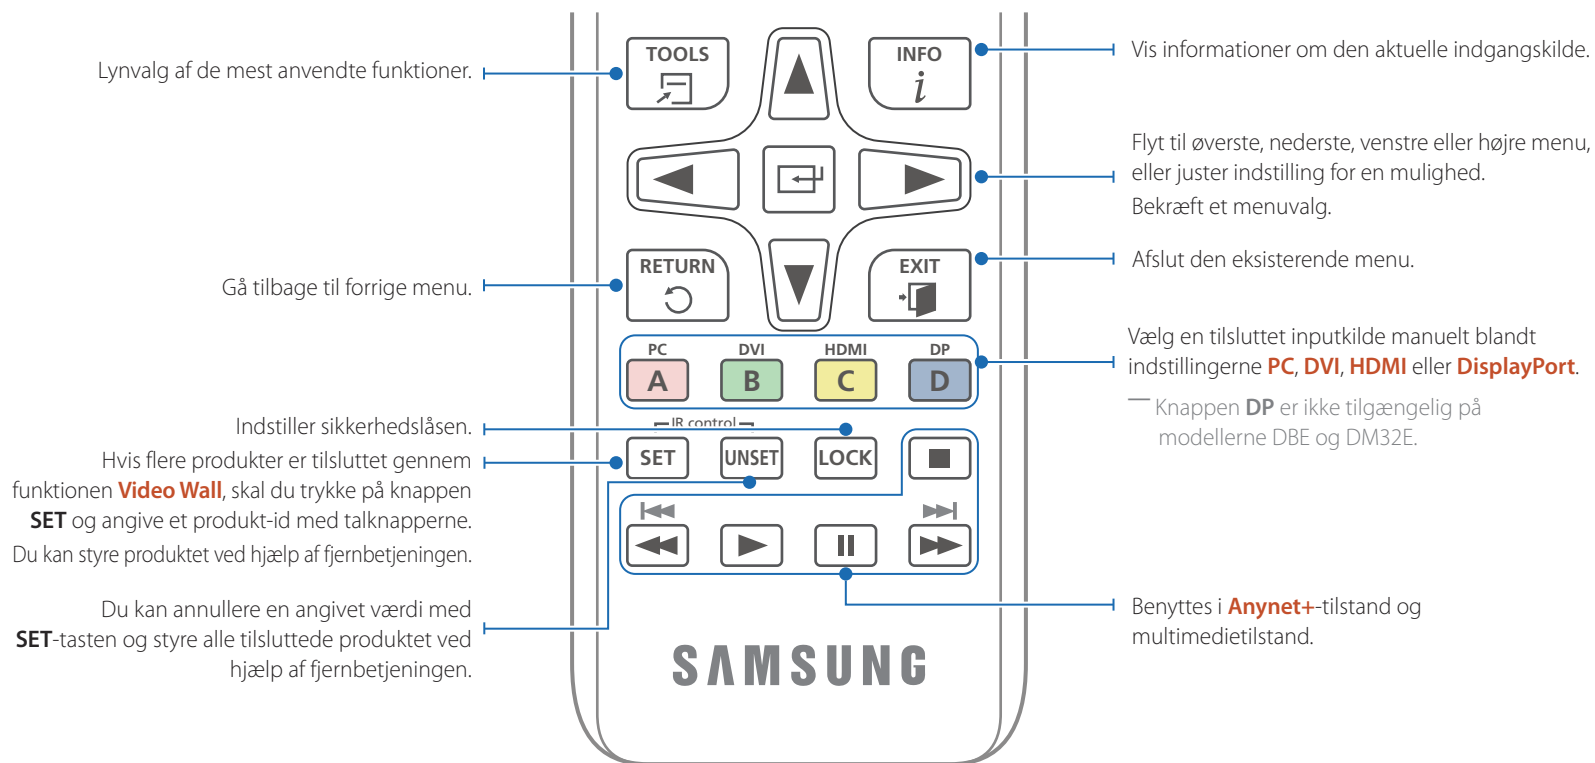 Lynvalg af de mest anvendte funktioner.
TOOLS
INFO
i
Vis informationer om den aktuelle indgangskilde.
Flyt til øverste, nederste, venstre eller højre menu,
eller juster indstilling for en mulighed.
Bekræft et menuvalg.
Gå tilbage til forrige menu.
RETURN
EXIT
Afslut den eksisterende menu.
PC
DVI
HDMI
DP
A
B
C
D
Vælg en tilsluttet inputkilde manuelt blandt
indstillingerne PC, DVI, HDMI eller DisplayPort.
Knappen DP er ikke tilgængelig på
modellerne DBE og DM32E.
Indstiller sikkerhedslåsen.
IR control
SET
UNSET
LOCK
Hvis flere produkter er tilsluttet gennem
funktionen Video Wall, skal du trykke på knappen
SET og angive et produkt-id med talknapperne.
Du kan styre produktet ved hjælp af fjernbetjeningen.
Du kan annullere en angivet værdi med
SET-tasten og styre alle tilsluttede produktet ved
hjælp af fjernbetjeningen.
Benyttes i Anynet+-tilstand og
multimedietilstand.
SAMSUNG